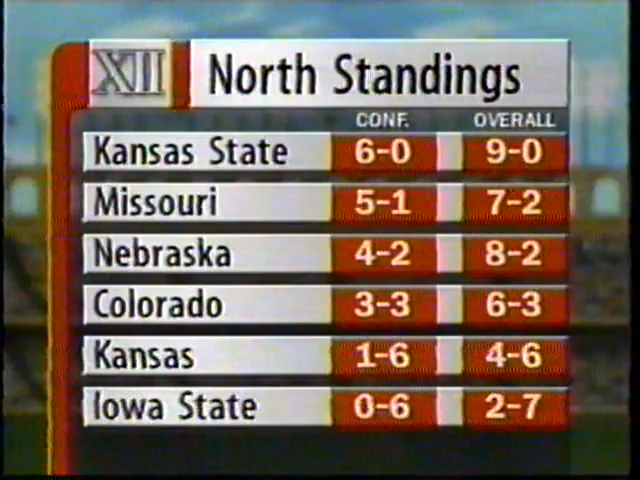 XII North Standings
CONF. OVERALL
Kansas State 6-0 9-0
Missouri 5-1 7-2
Nebraska 4-2 8-2
Colorado 3-3 6-3
Kansas 1-6 4-6
Iowa State 0-6 2-7